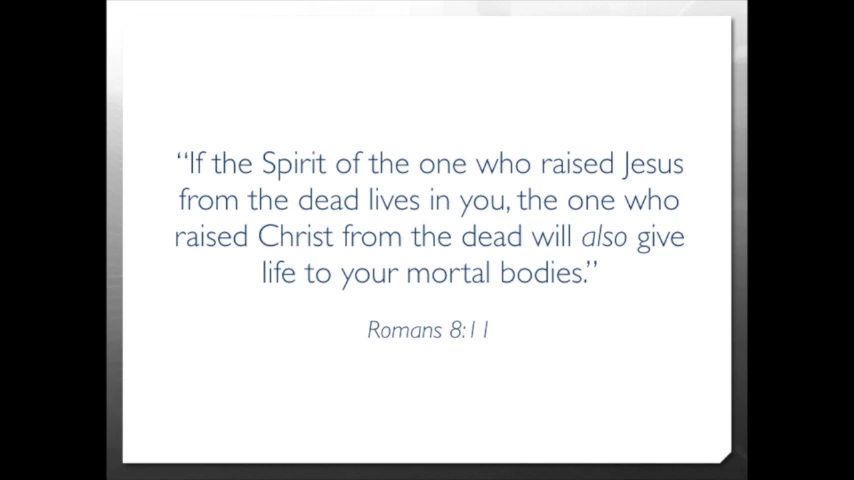 “If the Spirit of the one who raised Jesus
from the dead lives in you, the one who
raised Christ from the dead will also give
life to your mortal bodies.”
Romans 8:11